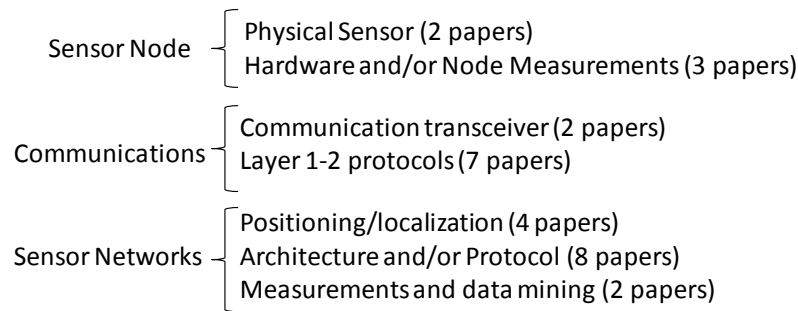 Sensor Node
Physical Sensor (2 papers)
Hardware and/or Node Measurements (3 papers)
Communications
Communication transceiver (2 papers)
Layer 1-2 protocols (7 papers)
Sensor Networks
Positioning/localization (4 papers)
Architecture and/or Protocol (8 papers)
Measurements and data mining (2 papers)